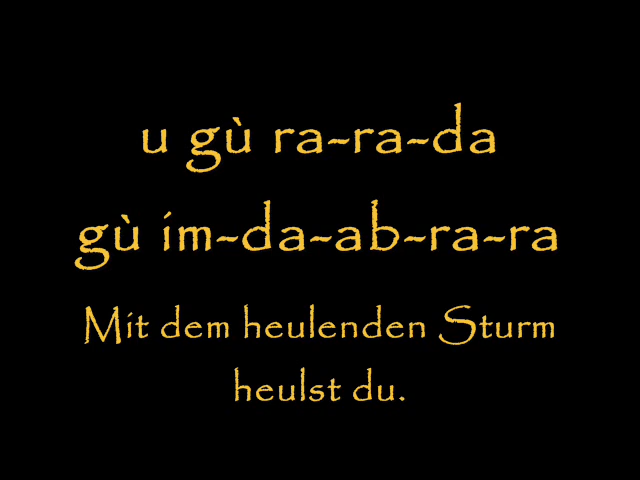 u gù ra-ra-da
gù im-da-ab-ra-ra
Mit dem heulenden Sturm
heulst du.